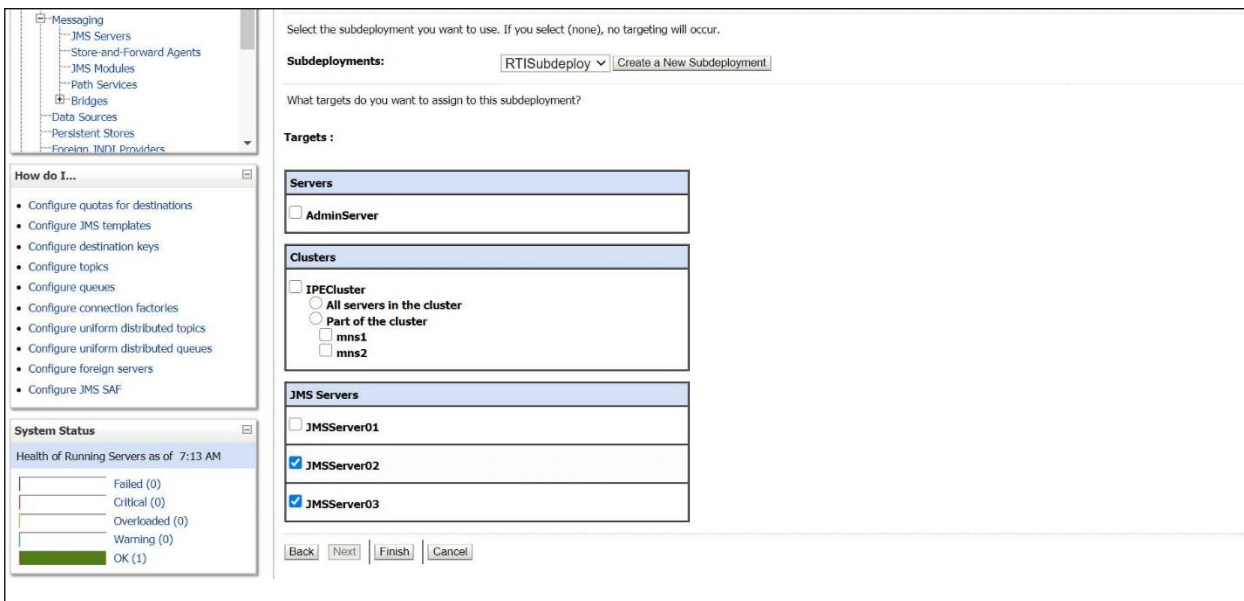 Messaging
JMS Servers
Store-and-Forward Agents
JMS Modules
Path Services
Bridges
Data Sources
Persistent Stores
Foreign JNDI Providers
How do I...
Configure quotas for destinations
Configure JMS templates
Configure destination keys
Configure topics
Configure queues
Configure connection factories
Configure uniform distributed topics
Configure uniform distributed queues
Configure foreign servers
Configure JMS SAF
System Status
Health of Running Servers as of 7:13 AM
Failed (0)
Critical (0)
Overloaded (0)
Warning (0)
OK (1)
Select the subdeployment you want to use. If you select (none), no targeting will occur.
Subdeployments: RTISubdeploy Create a New Subdeployment
What targets do you want to assign to this subdeployment?
Targets :
Servers
AdminServer
Clusters
IPECluster
All servers in the cluster
Part of the cluster
mns1
mns2
JMS Servers
JMSServer01
JMSServer02
JMSServer03
Back Next Finish Cancel